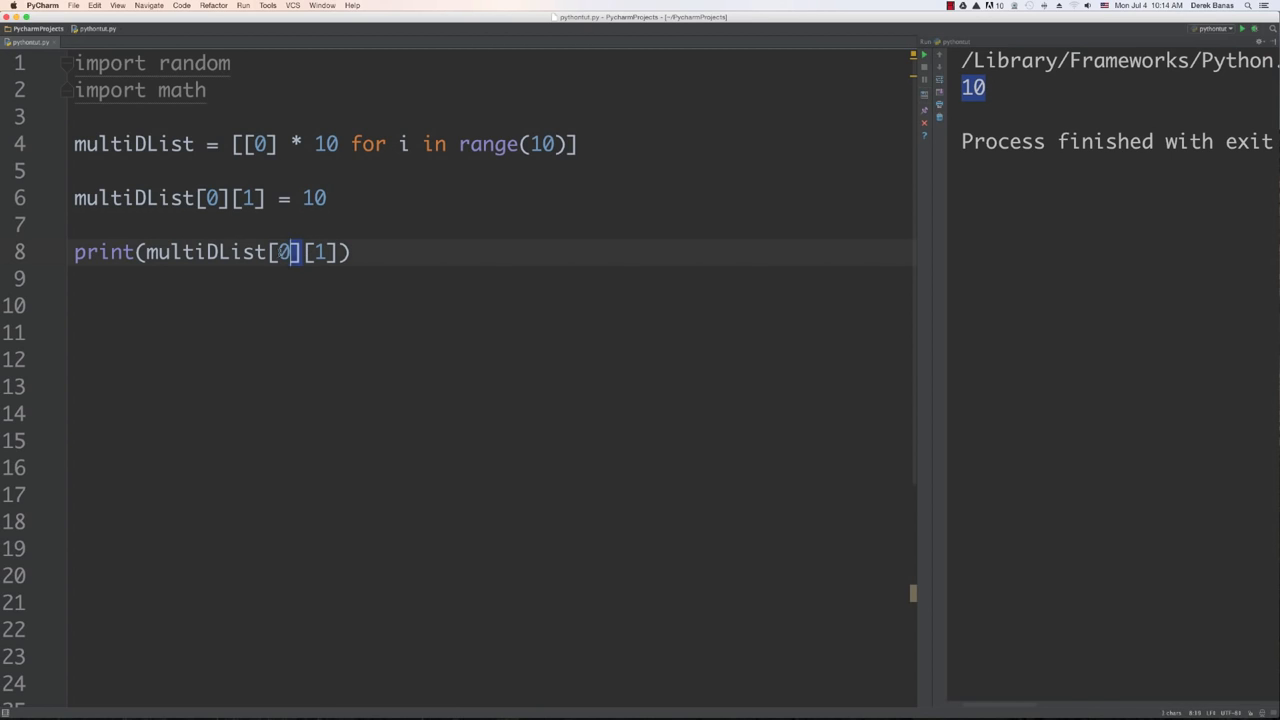 PyCharm File Edit View Navigate Code Refactor Run Tools VCS Window Help 10 Mon Jul 4 10:14 AM Derek Banas
pythontut.py - PycharmProjects - [~/PycharmProjects]
PycharmProjects pythontut.py pythontut
pythontut.py Run pythontut
1 import random
2 import math
3
4 multiDList = [[0] * 10 for i in range(10)]
5
6 multiDList[0][1] = 10
7
8 print(multiDList[0][1])
9
10
11
12
13
14
15
16
17
18
19
20
21
22
23
24
/Library/Frameworks/Python.
10
Process finished with exit